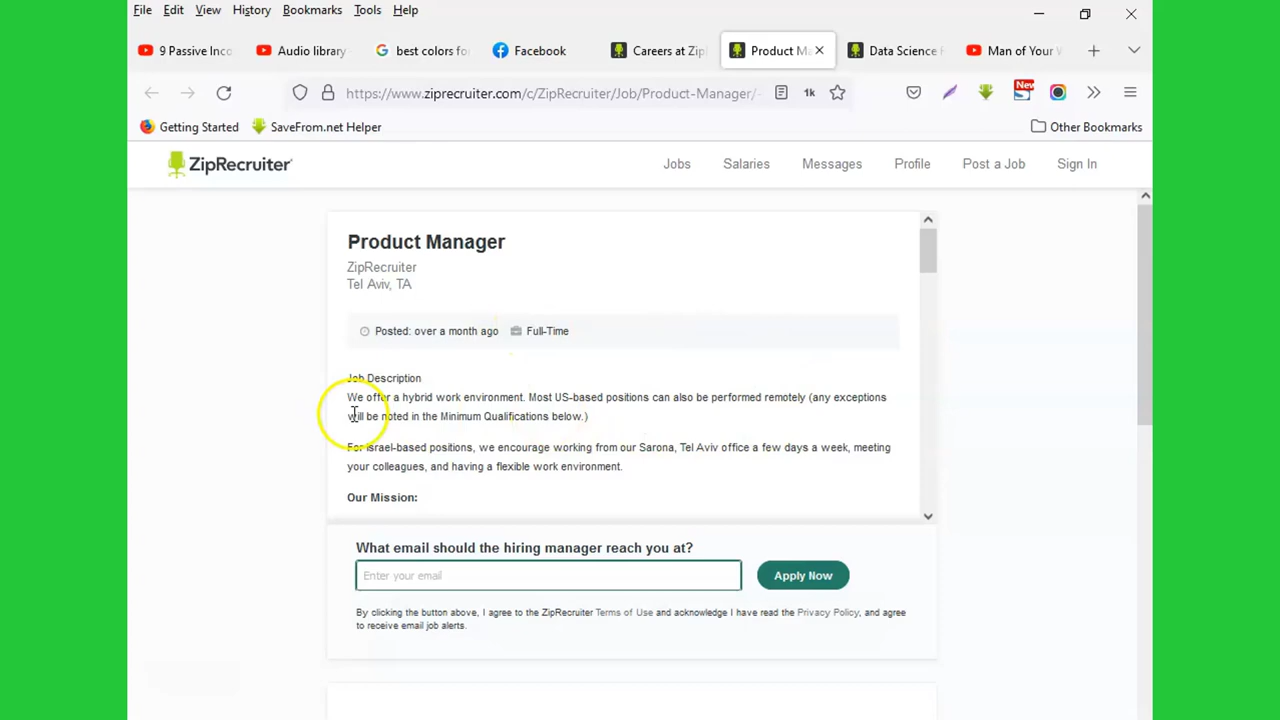 File Edit View History Bookmarks Tools Help
9 Passive Inc
Audio library
best colors fo
Facebook
Careers at Zip
Product Ma
Data Science
Man of Your
https://www.ziprecruiter.com/c/ZipRecruiter/Job/Product-Manager/-
1k
New
Getting Started
SaveFrom.net Helper
Other Bookmarks
ZipRecruiter
Jobs Salaries Messages Profile Post a Job Sign In
Product Manager
ZipRecruiter
Tel Aviv, TA
Posted: over a month ago Full-Time
Job Description
We offer a hybrid work environment. Most US-based positions can also be performed remotely (any exceptions
will be noted in the Minimum Qualifications below.)
For Israel-based positions, we encourage working from our Sarona, Tel Aviv office a few days a week, meeting
your colleagues, and having a flexible work environment.
Our Mission:
What email should the hiring manager reach you at?
Enter your email
Apply Now
By clicking the button above, I agree to the ZipRecruiter Terms of Use and acknowledge I have read the Privacy Policy, and agree
to receive email job alerts.